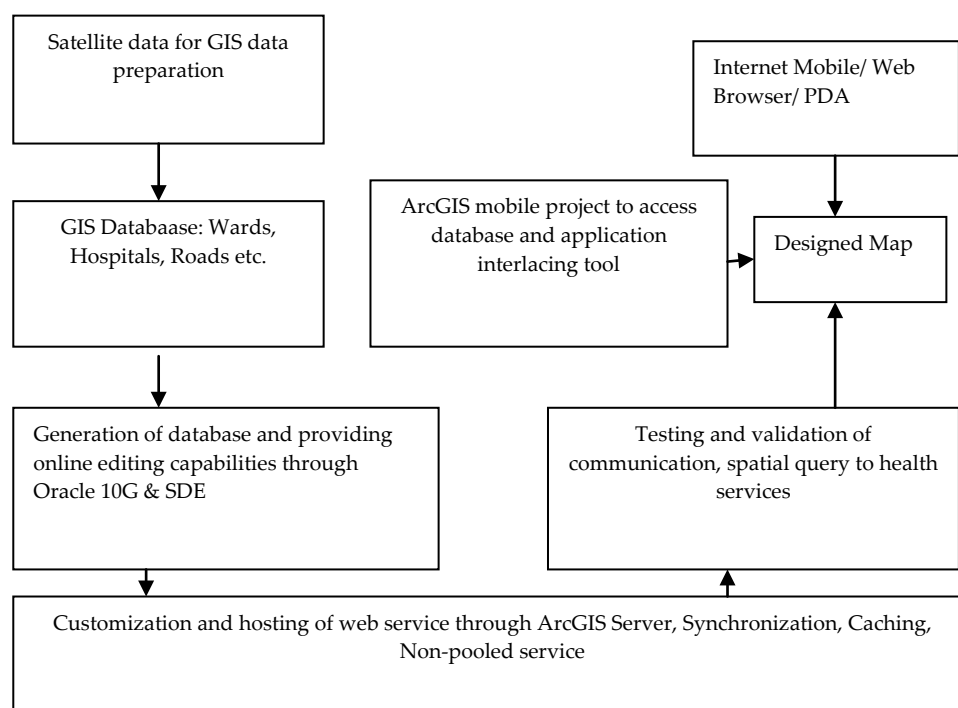 Satellite data for GIS data
preparation
Internet Mobile/ Web
Browser/ PDA
GIS Databaase: Wards,
Hospitals, Roads etc.
ArcGIS mobile project to access
database and application
interlacing tool
Designed Map
Generation of database and providing
online editing capabilities through
Oracle 10G & SDE
Testing and validation of
communication, spatial query to health
services
Customization and hosting of web service through ArcGIS Server, Synchronization, Caching,
Non-pooled service